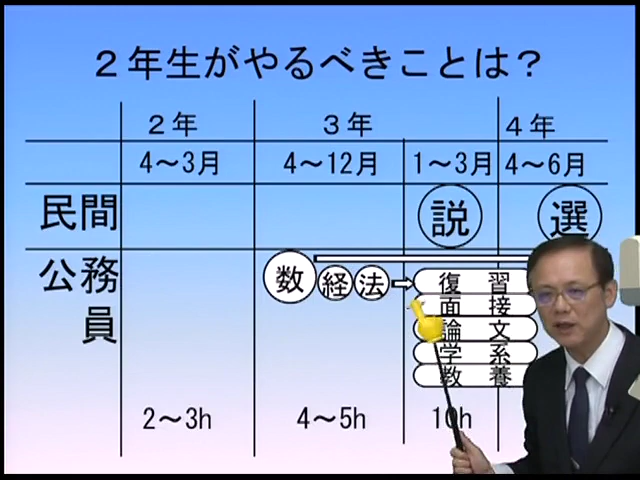 ２年生がやるべきことは？
２年 ３年 ４年
4～3月 4～12月 1～3月 4～6月
民間 説 選
公務員 数 経 法 ⇨ 復習
面接
論文
学系
教養
2～3h 4～5h 10h